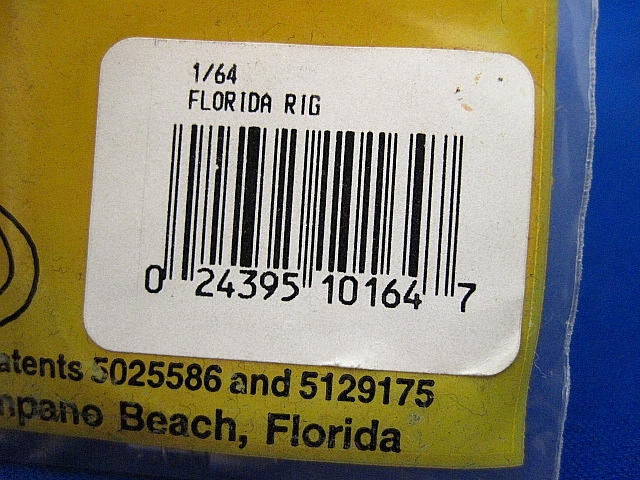 1/64
FLORIDA RIG
0 24395 10164 7
atents 5025586 and 5129175
mpano Beach, Florida